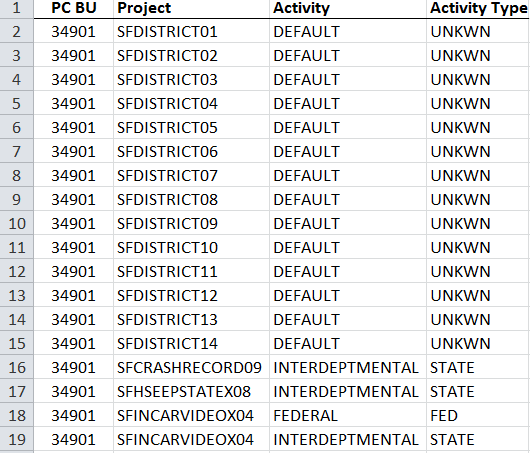 1 PC BU Project Activity Activity Type
2 34901 SFDISTRICT01 DEFAULT UNKWN
3 34901 SFDISTRICT02 DEFAULT UNKWN
4 34901 SFDISTRICT03 DEFAULT UNKWN
5 34901 SFDISTRICT04 DEFAULT UNKWN
6 34901 SFDISTRICT05 DEFAULT UNKWN
7 34901 SFDISTRICT06 DEFAULT UNKWN
8 34901 SFDISTRICT07 DEFAULT UNKWN
9 34901 SFDISTRICT08 DEFAULT UNKWN
10 34901 SFDISTRICT09 DEFAULT UNKWN
11 34901 SFDISTRICT10 DEFAULT UNKWN
12 34901 SFDISTRICT11 DEFAULT UNKWN
13 34901 SFDISTRICT12 DEFAULT UNKWN
14 34901 SFDISTRICT13 DEFAULT UNKWN
15 34901 SFDISTRICT14 DEFAULT UNKWN
16 34901 SFCRASHRECORD09 INTERDEPTMENTAL STATE
17 34901 SFHSEEPSTATEX08 INTERDEPTMENTAL STATE
18 34901 SFINCARVIDEOX04 FEDERAL FED
19 34901 SFINCARVIDEOX04 INTERDEPTMENTAL STATE